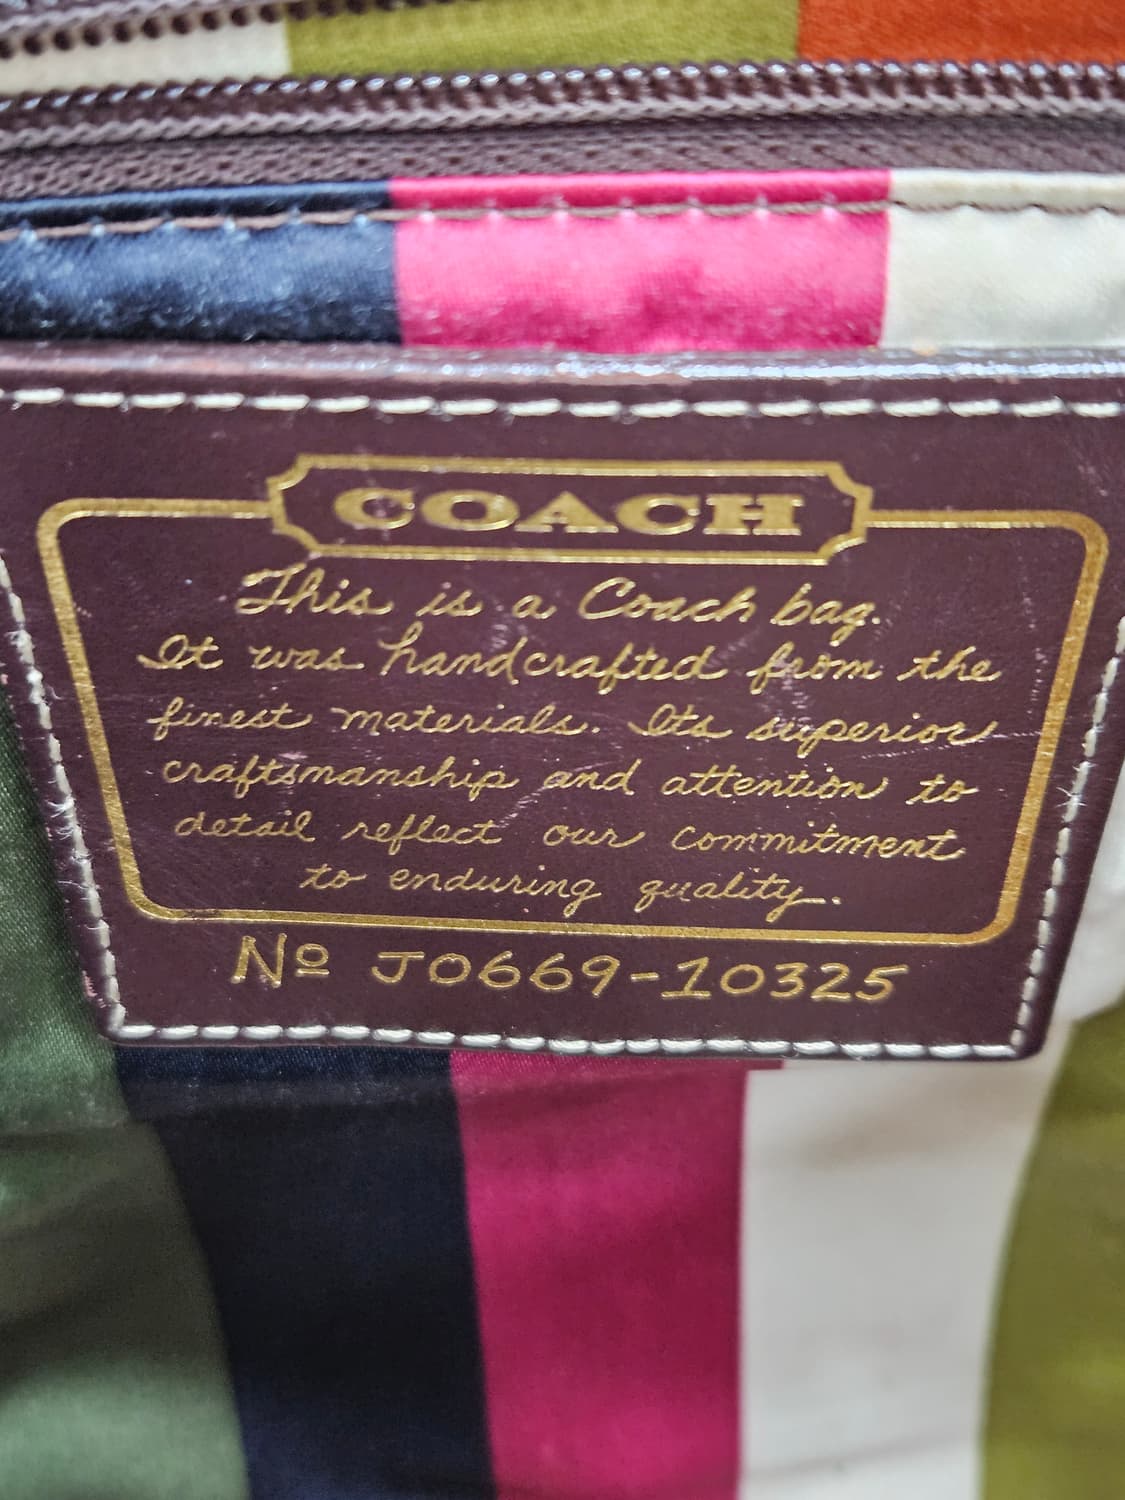 COACH
This is a Coach bag.
It was handcrafted from the
finest materials. Its superior
craftsmanship and attention to
detail reflect our commitment
to enduring quality.
Nº J0669-10325